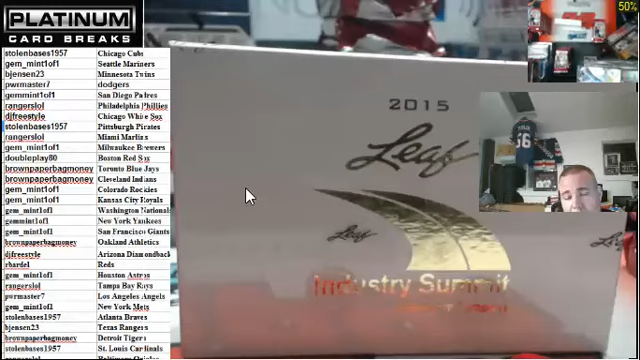 PLATINUM
CARD BREAKS
stolenbases1957 Chicago Cubs
gem_mint1of1 Seattle Mariners
bjensen23 Minnesota Twins
pwrmaster7 dodgers
gemmint1of1 San Diego Padres
rangerslol Philadelphia Phillies
djfreestyle Chicago White Sox
stolenbases1957 Pittsburgh Pirates
rangerslol Miami Marlins
gem_mint1of1 Milwaukee Brewers
doubleplay80 Boston Red Sox
brownpaperbagmoney Toronto Blue Jays
brownpaperbagmoney Cleveland Indians
gem_mint1of1 Colorado Rockies
gem_mint1of1 Kansas City Royals
gem_mint1of1 Washington Nationals
gemmint1of1 New York Yankees
gem_mint1of1 San Francisco Giants
brownpaperbagmoney Oakland Athletics
djfreestyle Arizona Diamondback
rbardel Reds
gem_mint1of1 Houston Astros
rangerslol Tampa Bay Rays
pwrmaster7 Los Angeles Angels
gem_mint1of1 New York Mets
stolenbases1957 Atlanta Braves
bjensen23 Texas Rangers
brownpaperbagmoney Detroit Tigers
stolenbases1957 St. Louis Cardinals
50%
2015
Leaf
Leaf
Industry Summit
66